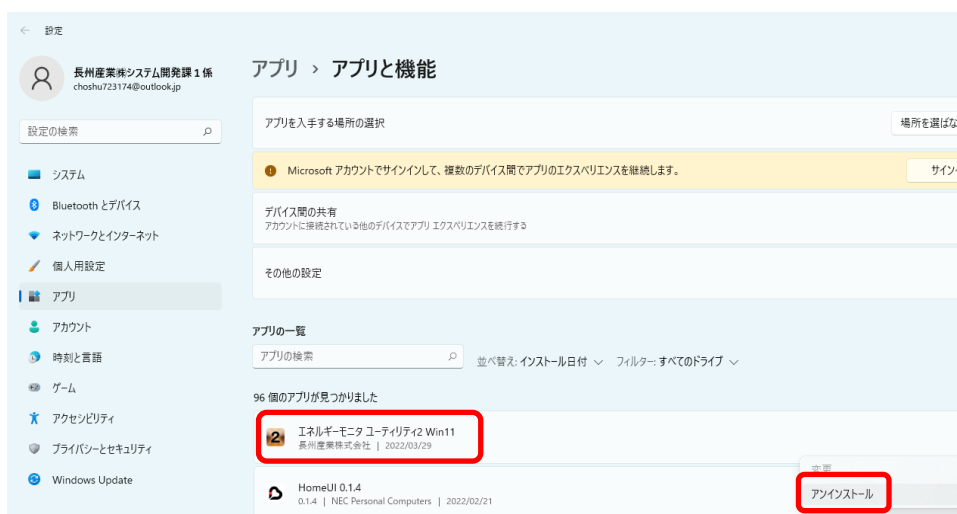 ← 設定
長州産業㈱システム開発課１係
choshu723174@outlook.jp
設定の検索
システム
Bluetooth とデバイス
ネットワークとインターネット
個人用設定
アプリ
アカウント
時刻と言語
ゲーム
アクセシビリティ
プライバシーとセキュリティ
Windows Update
アプリ › アプリと機能
アプリを入手する場所の選択
場所を選ばな
Microsoft アカウントでサインインして、複数のデバイス間でアプリのエクスペリエンスを継続します。
サイン
デバイス間の共有
アカウントに接続されている他のデバイスでアプリ エクスペリエンスを続行する
その他の設定
アプリの一覧
アプリの検索
並べ替え: インストール日付
フィルター: すべてのドライブ
96 個のアプリが見つかりました
2
エネルギーモニタ ユーティリティ2 Win11
長州産業株式会社 | 2022/03/29
変更
HomeUI 0.1.4
0.1.4 | NEC Personal Computers | 2022/02/21
アンインストール